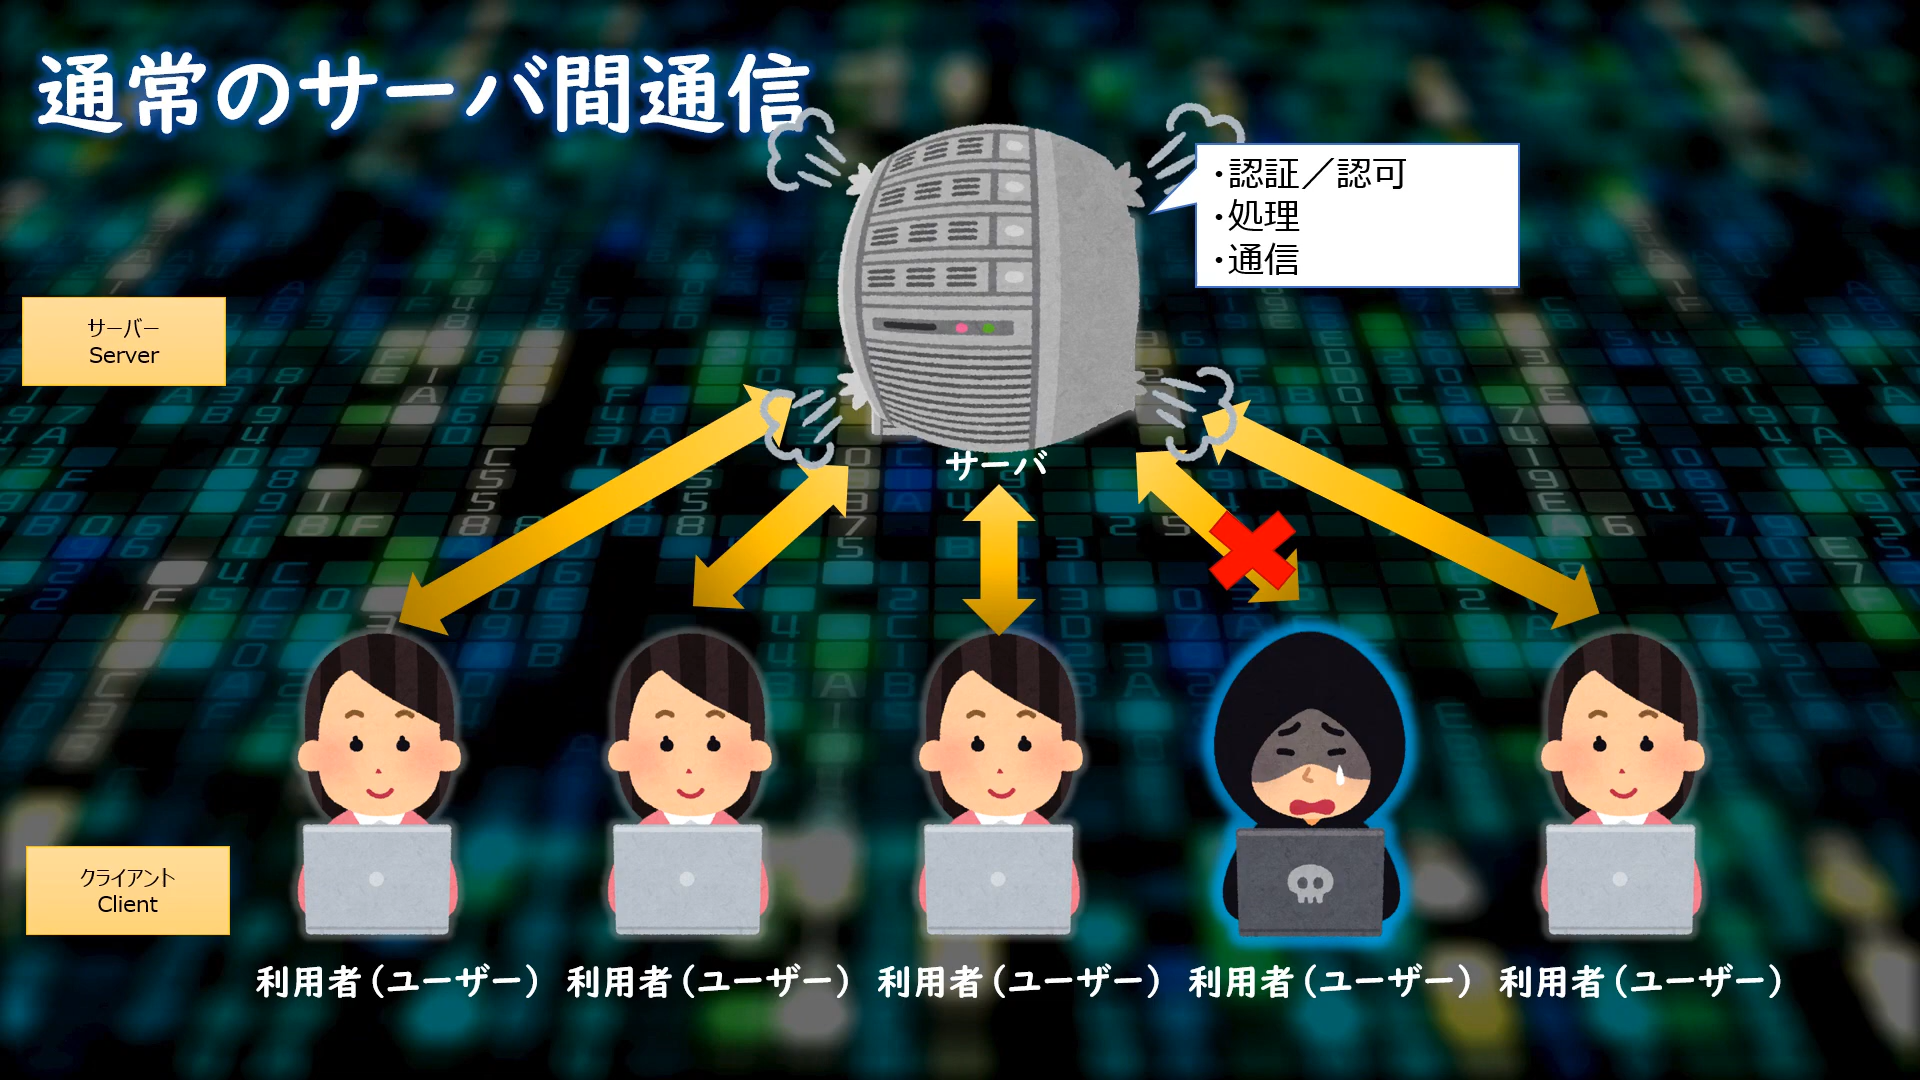 通常のサーバ間通信
・認証／認可
・処理
・通信
サーバー
Server
サーバ
クライアント
Client
利用者(ユーザー)
利用者(ユーザー)
利用者(ユーザー)
利用者(ユーザー)
利用者(ユーザー)